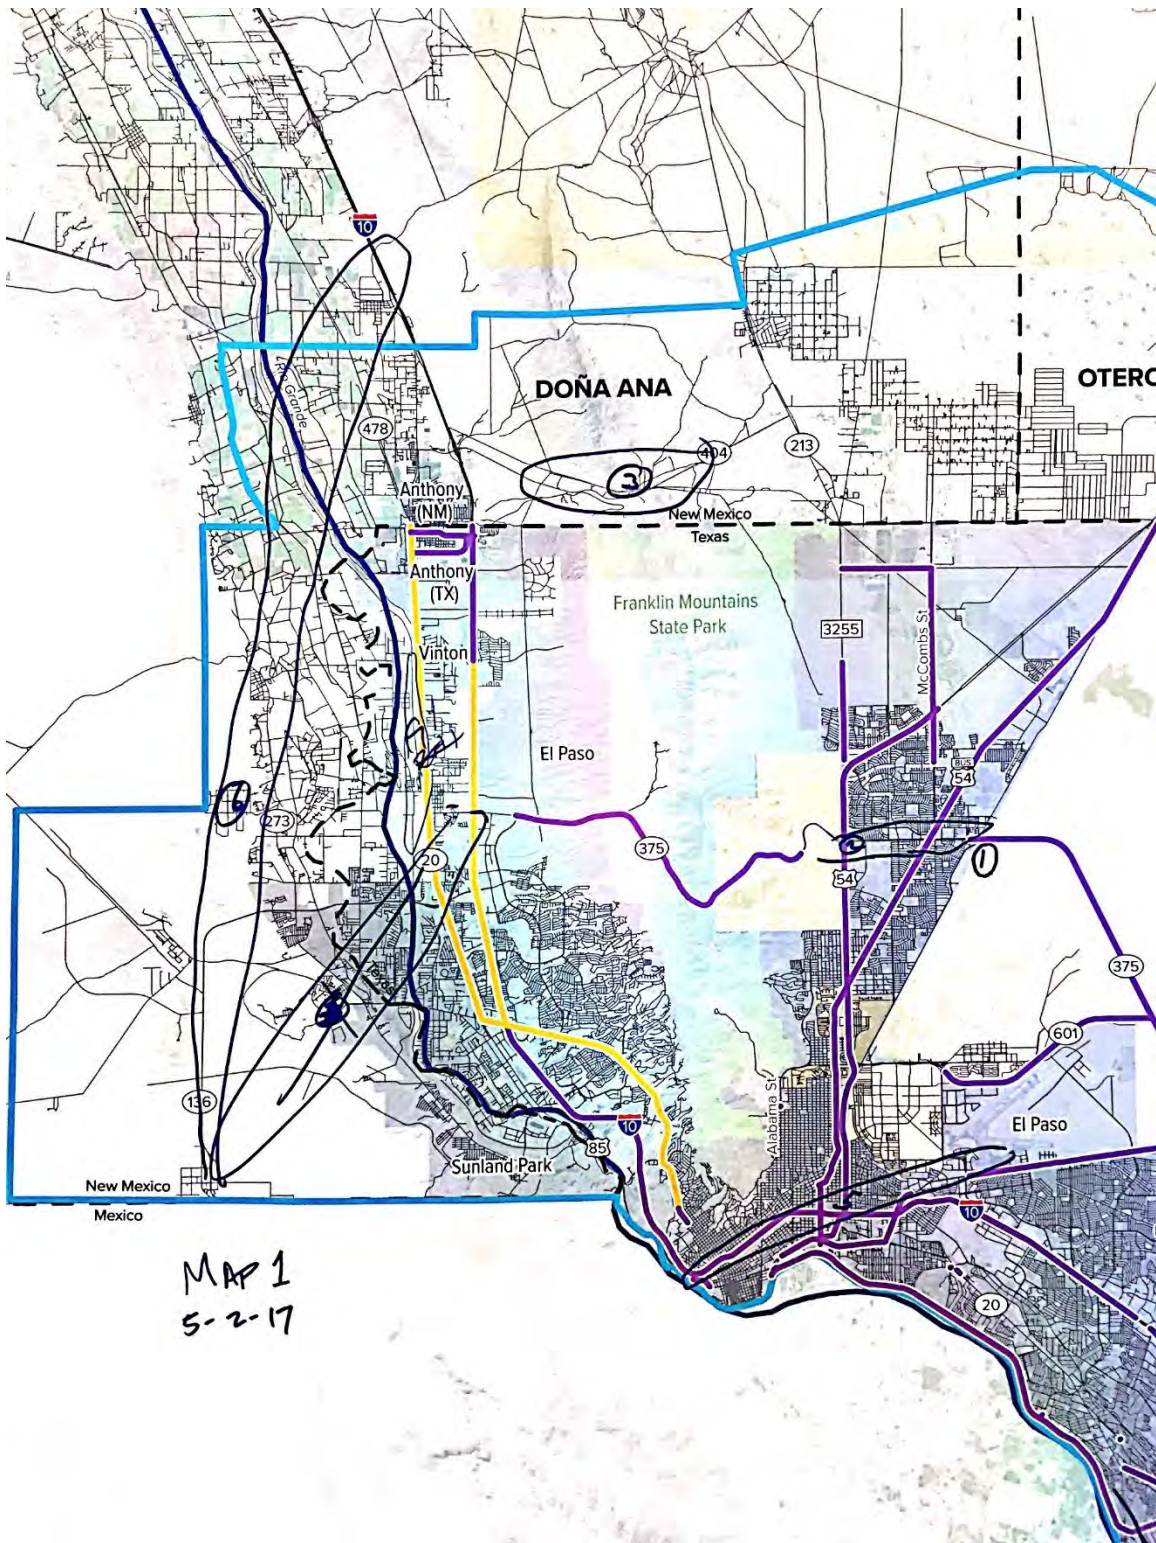 10
DOÑA ANA
OTERO
Rio Grande
478
404
213
3
Anthony
(NM)
New Mexico
Texas
Anthony
(TX)
Franklin Mountains
State Park
3255
McCombs St
Vinton
El Paso
BUS
54
6
273
20
375
2
1
54
375
601
136
Alabama St
El Paso
10
85
Sunland Park
New Mexico
Mexico
10
20
MAP 1
5-2-17